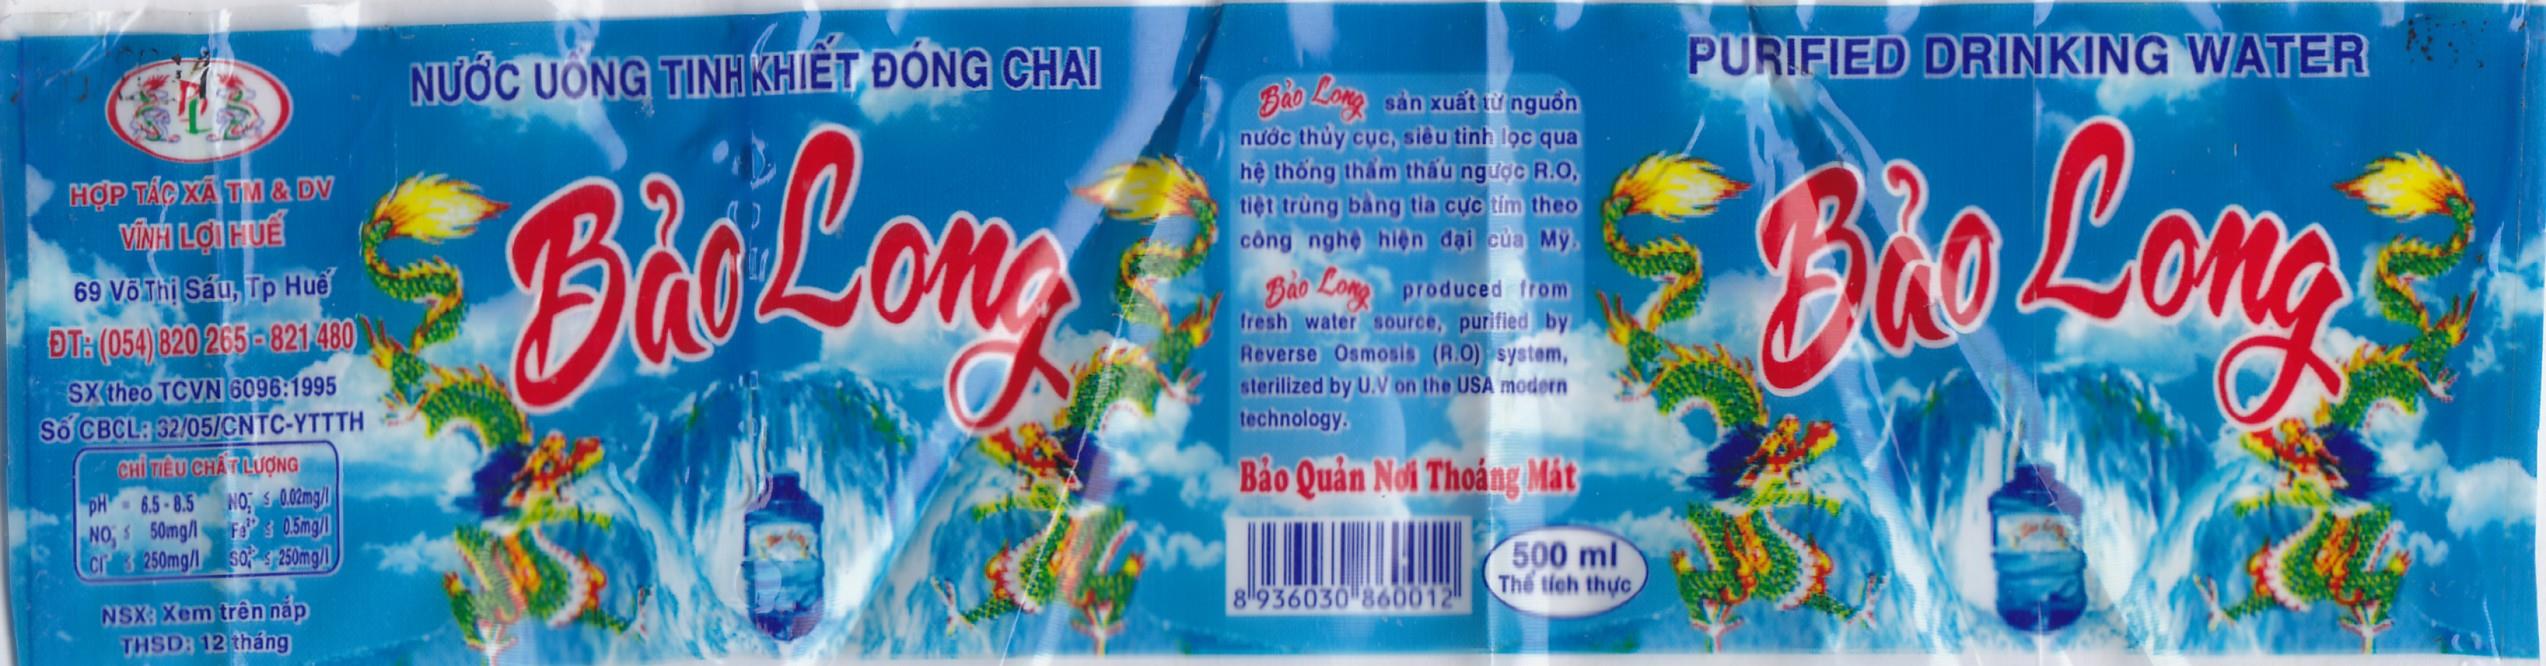 HỢP TÁC XÃ TM & DV
VĨNH LỢI HUẾ
69 Võ Thị Sáu, Tp Huế
ĐT: (054) 820 265 - 821 480
SX theo TCVN 6096:1995
Số CBCL: 32/05/CNTC-YTTTH
CHỈ TIÊU CHẤT LƯỢNG
pH = 6.5 - 8.5 NO₂⁻ ≤ 0.02mg/l
NO₃⁻ ≤ 50mg/l Fe²⁺ ≤ 0.5mg/l
Cl⁻ ≤ 250mg/l SO₄²⁻ ≤ 250mg/l
NSX: Xem trên nắp
THSD: 12 tháng
NƯỚC UỐNG TINH KHIẾT ĐÓNG CHAI
Bảo Long
Bảo Long sản xuất từ nguồn
nước thủy cục, siêu tinh lọc qua
hệ thống thẩm thấu ngược R.O,
tiệt trùng bằng tia cực tím theo
công nghệ hiện đại của Mỹ.
Bảo Long produced from
fresh water source, purified by
Reverse Osmosis (R.O) system,
sterilized by U.V on the USA modern
technology.
Bảo Quản Nơi Thoáng Mát
8 936030 860012
500 ml
Thể tích thực
PURIFIED DRINKING WATER
Bảo Long